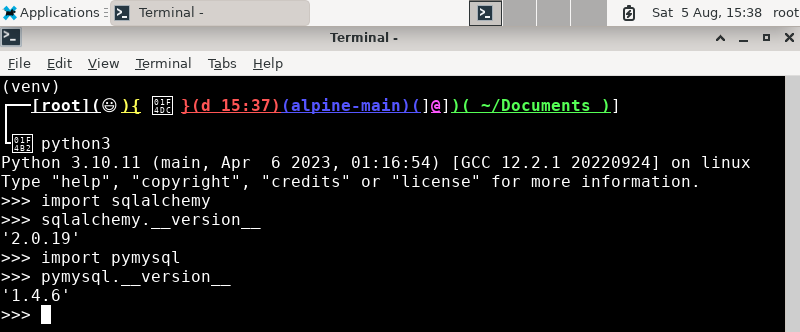 Applications
Terminal -
Sat 5 Aug, 15:38
root
Terminal -
File Edit View Terminal Tabs Help
(venv)
[root](😃){ 01F4DC }(d 15:37)(alpine-main)(]@])( ~/Documents )]
01F4B2 python3
Python 3.10.11 (main, Apr  6 2023, 01:16:54) [GCC 12.2.1 20220924] on linux
Type "help", "copyright", "credits" or "license" for more information.
>>> import sqlalchemy
>>> sqlalchemy.__version__
'2.0.19'
>>> import pymysql
>>> pymysql.__version__
'1.4.6'
>>>